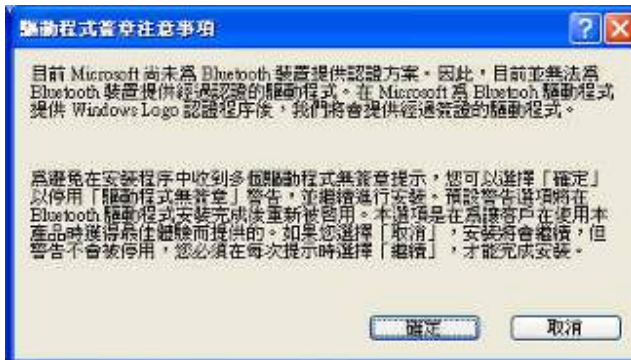 驅動程式簽章注意事項
目前 Microsoft 尚未為 Bluetooth 裝置提供認證方案。因此，目前並無法為
Bluetooth 裝置提供經過認證的驅動程式。在 Microsoft 為 Bluetooth 驅動程式
提供 Windows Logo 認證程序後，我們將會提供經過簽證的驅動程式。
為避免在安裝程序中收到多個驅動程式無簽章提示，您可以選擇「確定」
以停用「驅動程式無簽章」警告，並繼續進行安裝。預設警告選項將在
Bluetooth 驅動程式安裝完成後重新被啟用。本選項是在為讓客戶在使用本
產品時獲得最佳體驗而提供的。如果您選擇「取消」，安裝將會繼續，但
警告不會被停用，您必須在每次提示時選擇「繼續」，才能完成安裝。
確定 取消